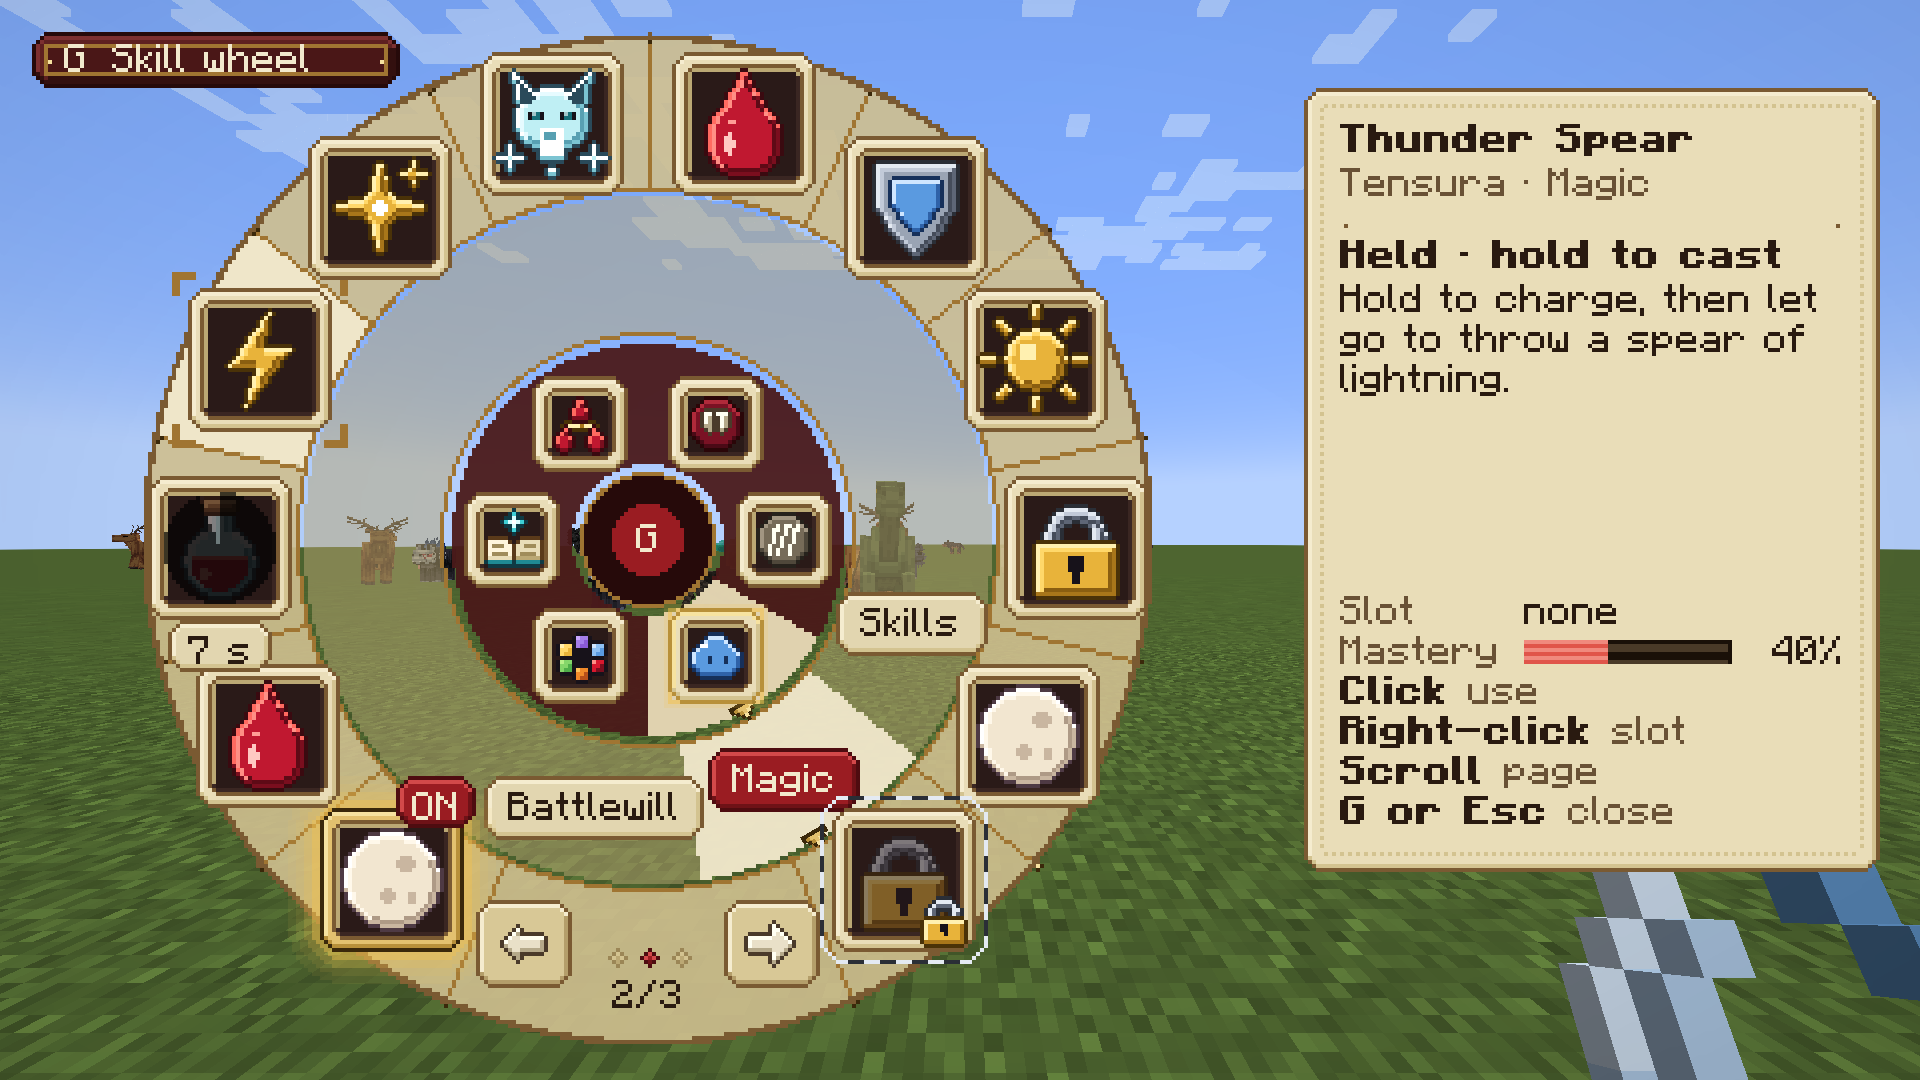 G Skill wheel
Thunder Spear
Tensura · Magic
Held · hold to cast
Hold to charge, then let
go to throw a spear of
lightning.
G
Skills
7 s
Slot none
Mastery 40%
Click use
Right-click slot
Scroll page
G or Esc close
Magic
ON
Battlewill
2/3